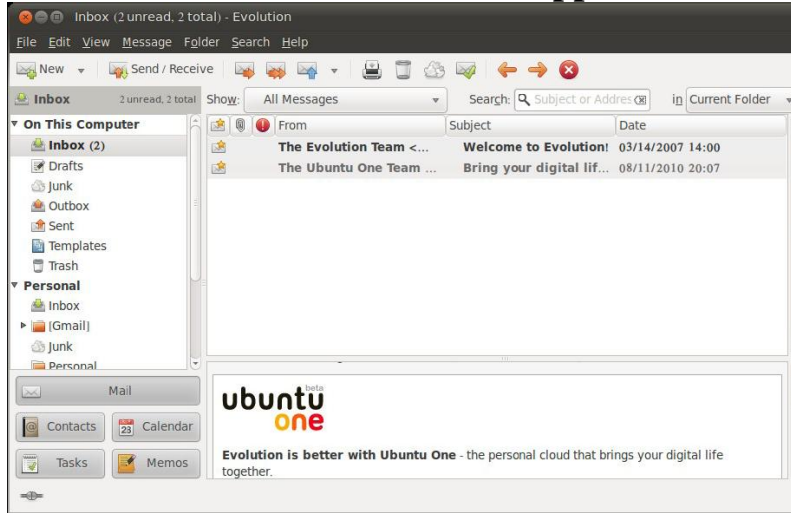 Inbox (2 unread, 2 total) - Evolution
File Edit View Message Folder Search Help
New Send / Receive
Inbox 2 unread, 2 total Show: All Messages Search: Subject or Addres in Current Folder
On This Computer
Inbox (2)
Drafts
Junk
Outbox
Sent
Templates
Trash
Personal
Inbox
[Gmail]
Junk
Personal
Mail
Contacts 23 Calendar
Tasks Memos
From Subject Date
The Evolution Team <... Welcome to Evolution! 03/14/2007 14:00
The Ubuntu One Team ... Bring your digital lif... 08/11/2010 20:07
ubuntu beta
one
Evolution is better with Ubuntu One - the personal cloud that brings your digital life
together.